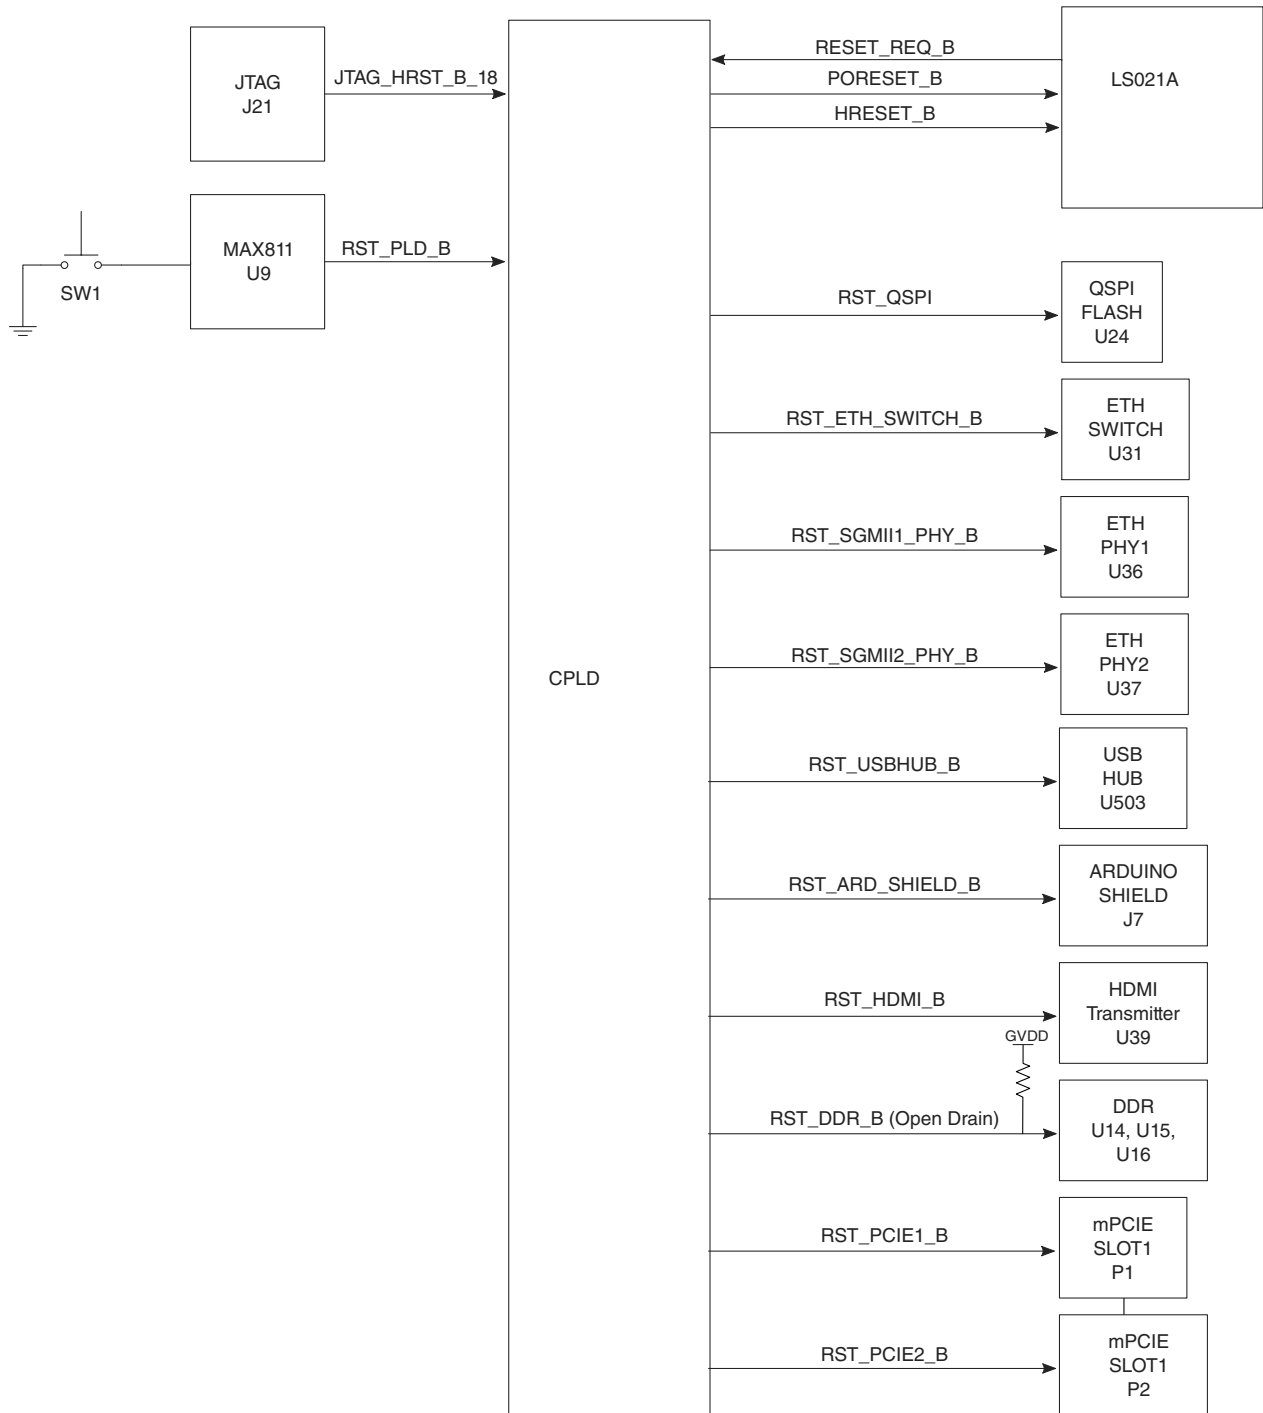 JTAG
J21
JTAG_HRST_B_18
MAX811
U9
RST_PLD_B
SW1
CPLD
RESET_REQ_B
PORESET_B
HRESET_B
LS021A
RST_QSPI
QSPI
FLASH
U24
RST_ETH_SWITCH_B
ETH
SWITCH
U31
RST_SGMII1_PHY_B
ETH
PHY1
U36
RST_SGMII2_PHY_B
ETH
PHY2
U37
RST_USBHUB_B
USB
HUB
U503
RST_ARD_SHIELD_B
ARDUINO
SHIELD
J7
RST_HDMI_B
HDMI
Transmitter
U39
GVDD
RST_DDR_B (Open Drain)
DDR
U14, U15,
U16
RST_PCIE1_B
mPCIE
SLOT1
P1
RST_PCIE2_B
mPCIE
SLOT1
P2